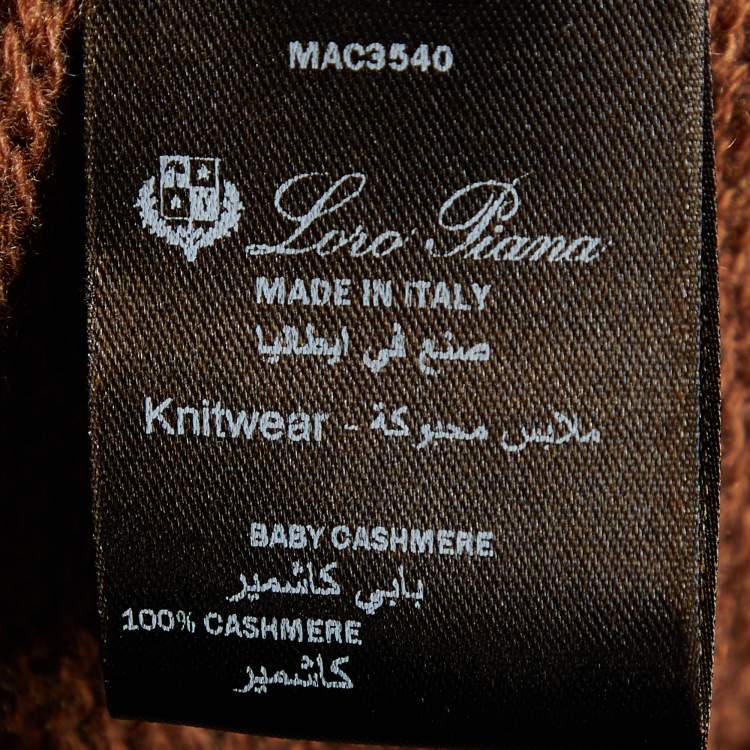 MAC3540
Loro Piana
MADE IN ITALY
صنع في ايطاليا
Knitwear - ملابس محبوكة
BABY CASHMERE
بابي كاشمير
100% CASHMERE
كاشمير